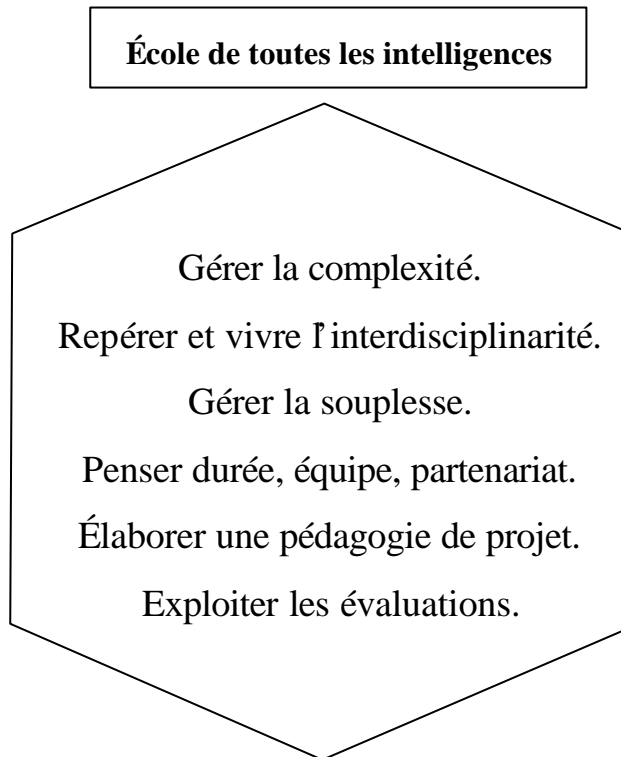 École de toutes les intelligences
Gérer la complexité.
Repérer et vivre l'interdisciplinarité.
Gérer la souplesse.
Penser durée, équipe, partenariat.
Élaborer une pédagogie de projet.
Exploiter les évaluations.